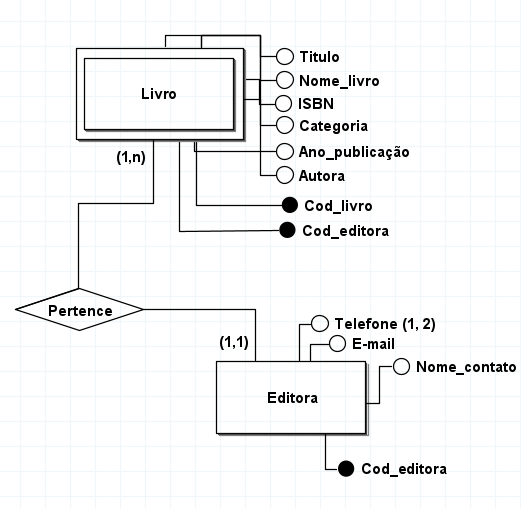 Titulo
Livro
Nome_livro
ISBN
Categoria
Ano_publicação
(1,n)
Autora
Cod_livro
Cod_editora
Pertence
Telefone (1, 2)
(1,1)
E-mail
Nome_contato
Editora
Cod_editora